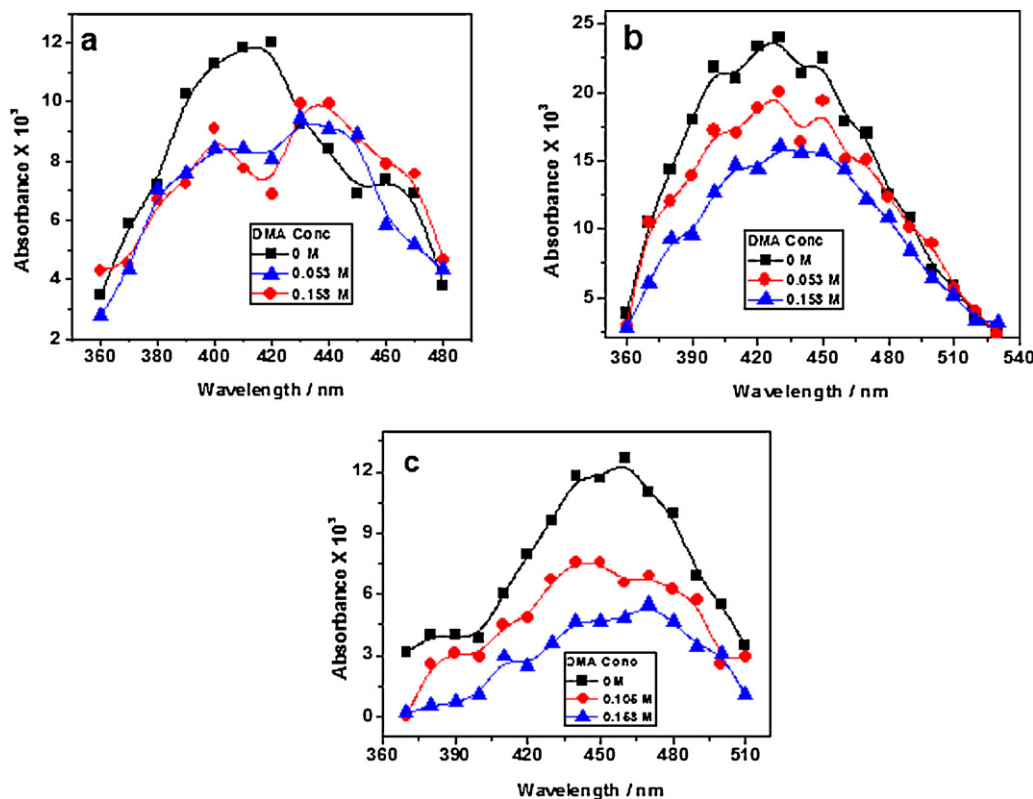 a
Absorbance X 10³
12
10
8
6
4
2
DMA Conc
0 M
0.053 M
0.153 M
360 380 400 420 440 460 480
Wavelength / nm
b
Absorbance X 10³
25
20
15
10
5
DMA Conc
0 M
0.053 M
0.153 M
360 390 420 450 480 510 540
Wavelength / nm
c
Absorbance X 10³
12
9
6
3
0
DMA Conc
0 M
0.105 M
0.153 M
360 390 420 450 480 510
Wavelength / nm